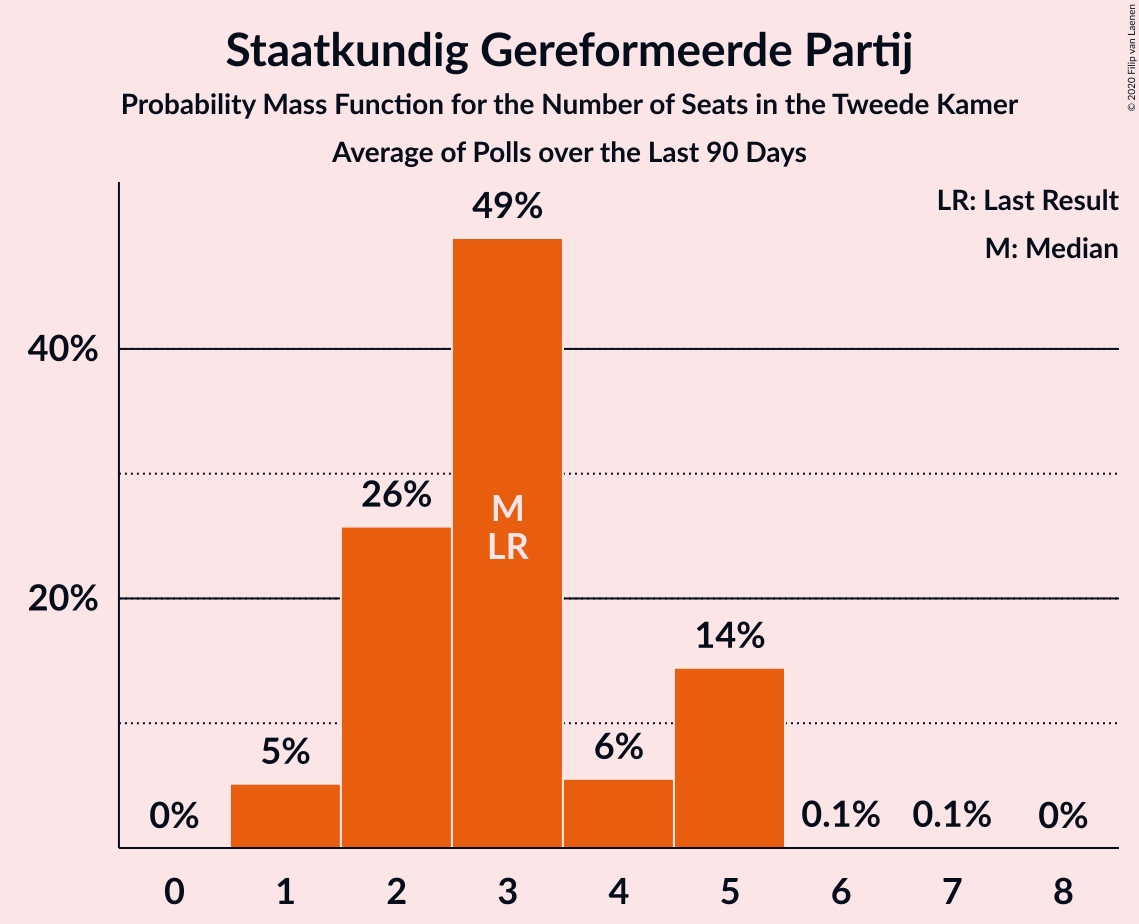 Staatkundig Gereformeerde Partij
Probability Mass Function for the Number of Seats in the Tweede Kamer
Average of Polls over the Last 90 Days
© 2020 Filip van Laenen
LR: Last Result
M: Median
40%
20%
0%
5%
26%
49%
M
LR
6%
14%
0.1%
0.1%
0%
0 1 2 3 4 5 6 7 8